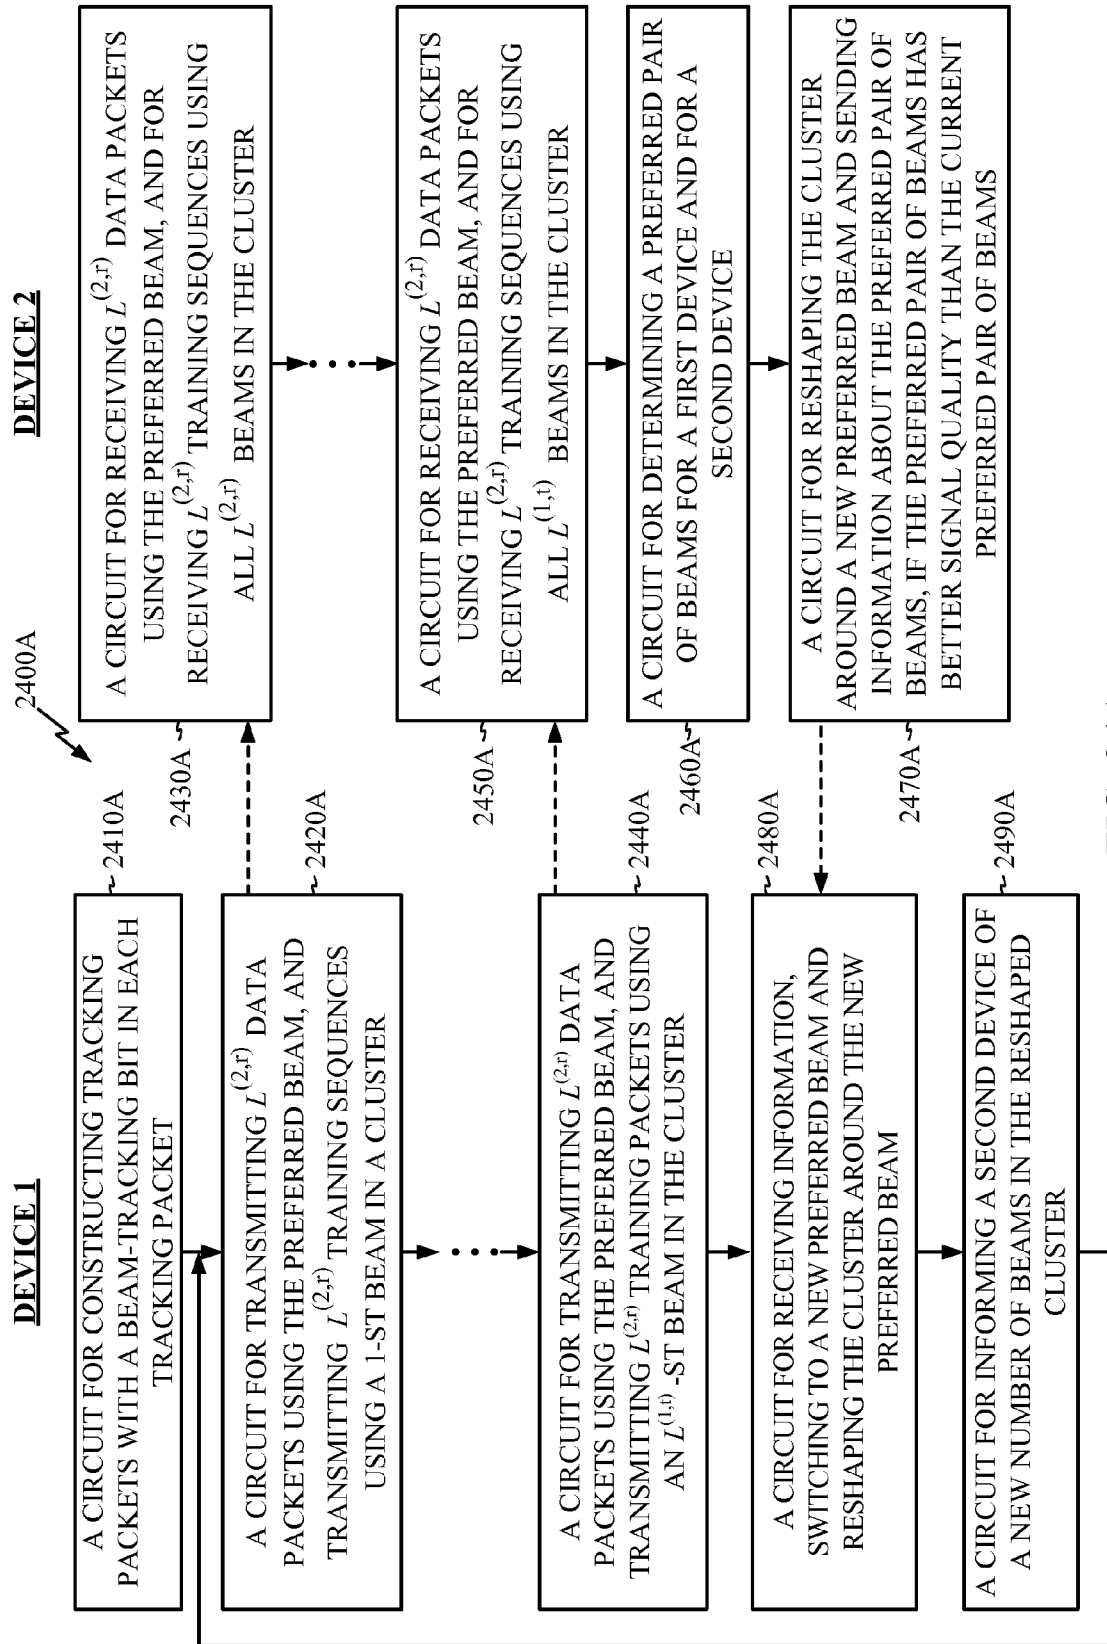 DEVICE 1
A CIRCUIT FOR CONSTRUCTING TRACKING
PACKETS WITH A BEAM-TRACKING BIT IN EACH
TRACKING PACKET
2410A
A CIRCUIT FOR TRANSMITTING L^(2,r) DATA
PACKETS USING THE PREFERRED BEAM, AND
TRANSMITTING L^(2,r) TRAINING SEQUENCES
USING A 1-ST BEAM IN A CLUSTER
2420A
A CIRCUIT FOR TRANSMITTING L^(2,r) DATA
PACKETS USING THE PREFERRED BEAM, AND
TRANSMITTING L^(2,r) TRAINING PACKETS USING
AN L^(1,t) -ST BEAM IN THE CLUSTER
2440A
A CIRCUIT FOR RECEIVING INFORMATION,
SWITCHING TO A NEW PREFERRED BEAM AND
RESHAPING THE CLUSTER AROUND THE NEW
PREFERRED BEAM
2480A
A CIRCUIT FOR INFORMING A SECOND DEVICE OF
A NEW NUMBER OF BEAMS IN THE RESHAPED
CLUSTER
2490A
2400A
DEVICE 2
A CIRCUIT FOR RECEIVING L^(2,r) DATA PACKETS
USING THE PREFERRED BEAM, AND FOR
RECEIVING L^(2,r) TRAINING SEQUENCES USING
ALL L^(2,r) BEAMS IN THE CLUSTER
2430A
A CIRCUIT FOR RECEIVING L^(2,r) DATA PACKETS
USING THE PREFERRED BEAM, AND FOR
RECEIVING L^(2,r) TRAINING SEQUENCES USING
ALL L^(1,t) BEAMS IN THE CLUSTER
2450A
A CIRCUIT FOR DETERMINING A PREFERRED PAIR
OF BEAMS FOR A FIRST DEVICE AND FOR A
SECOND DEVICE
2460A
A CIRCUIT FOR RESHAPING THE CLUSTER
AROUND A NEW PREFERRED BEAM AND SENDING
INFORMATION ABOUT THE PREFERRED PAIR OF
BEAMS, IF THE PREFERRED PAIR OF BEAMS HAS
BETTER SIGNAL QUALITY THAN THE CURRENT
PREFERRED PAIR OF BEAMS
2470A